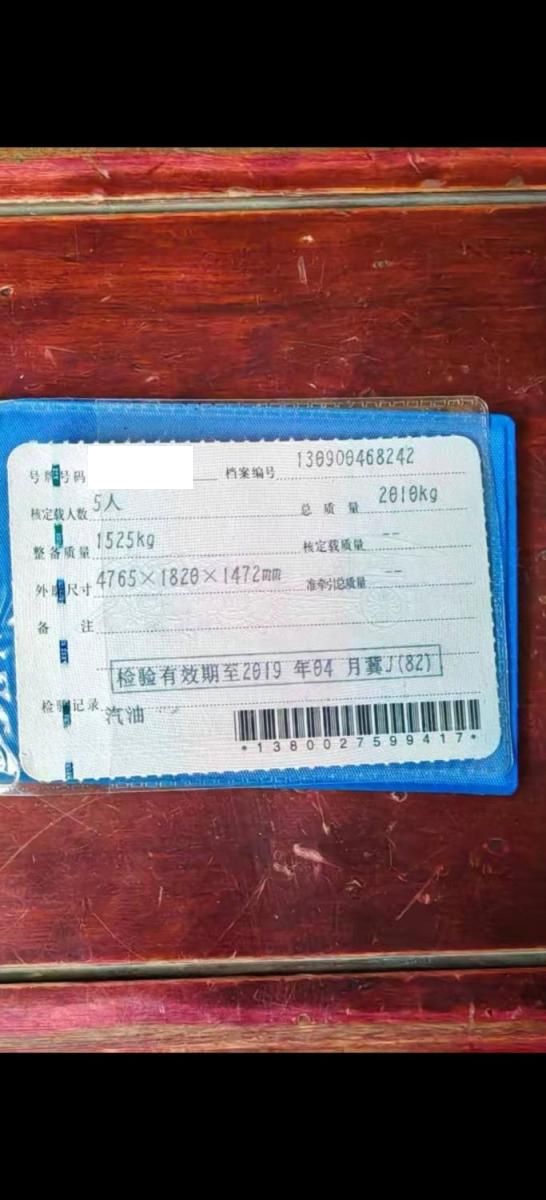 号牌号码 档案编号 130900468242
核定载人数 5人 总质量 2010kg
整备质量 1525kg 核定载质量 --
外廓尺寸 4765×1820×1472mm 准牵引总质量 --
备注
检验有效期至2019年04月冀J(82)
检验记录 汽油
*1380027599417*